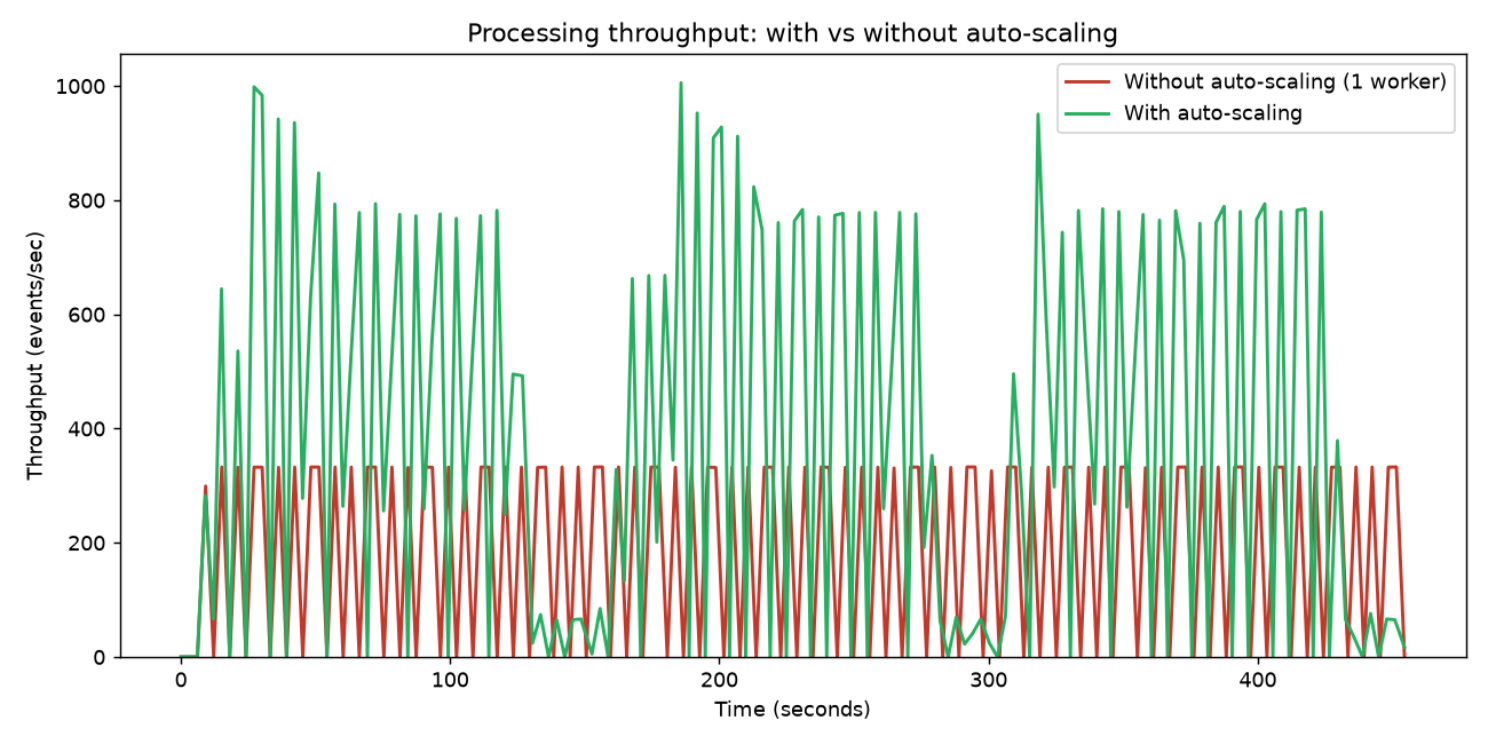 Processing throughput: with vs without auto-scaling
Without auto-scaling (1 worker)
With auto-scaling
Throughput (events/sec)
1000
800
600
400
200
0
0 100 200 300 400
Time (seconds)